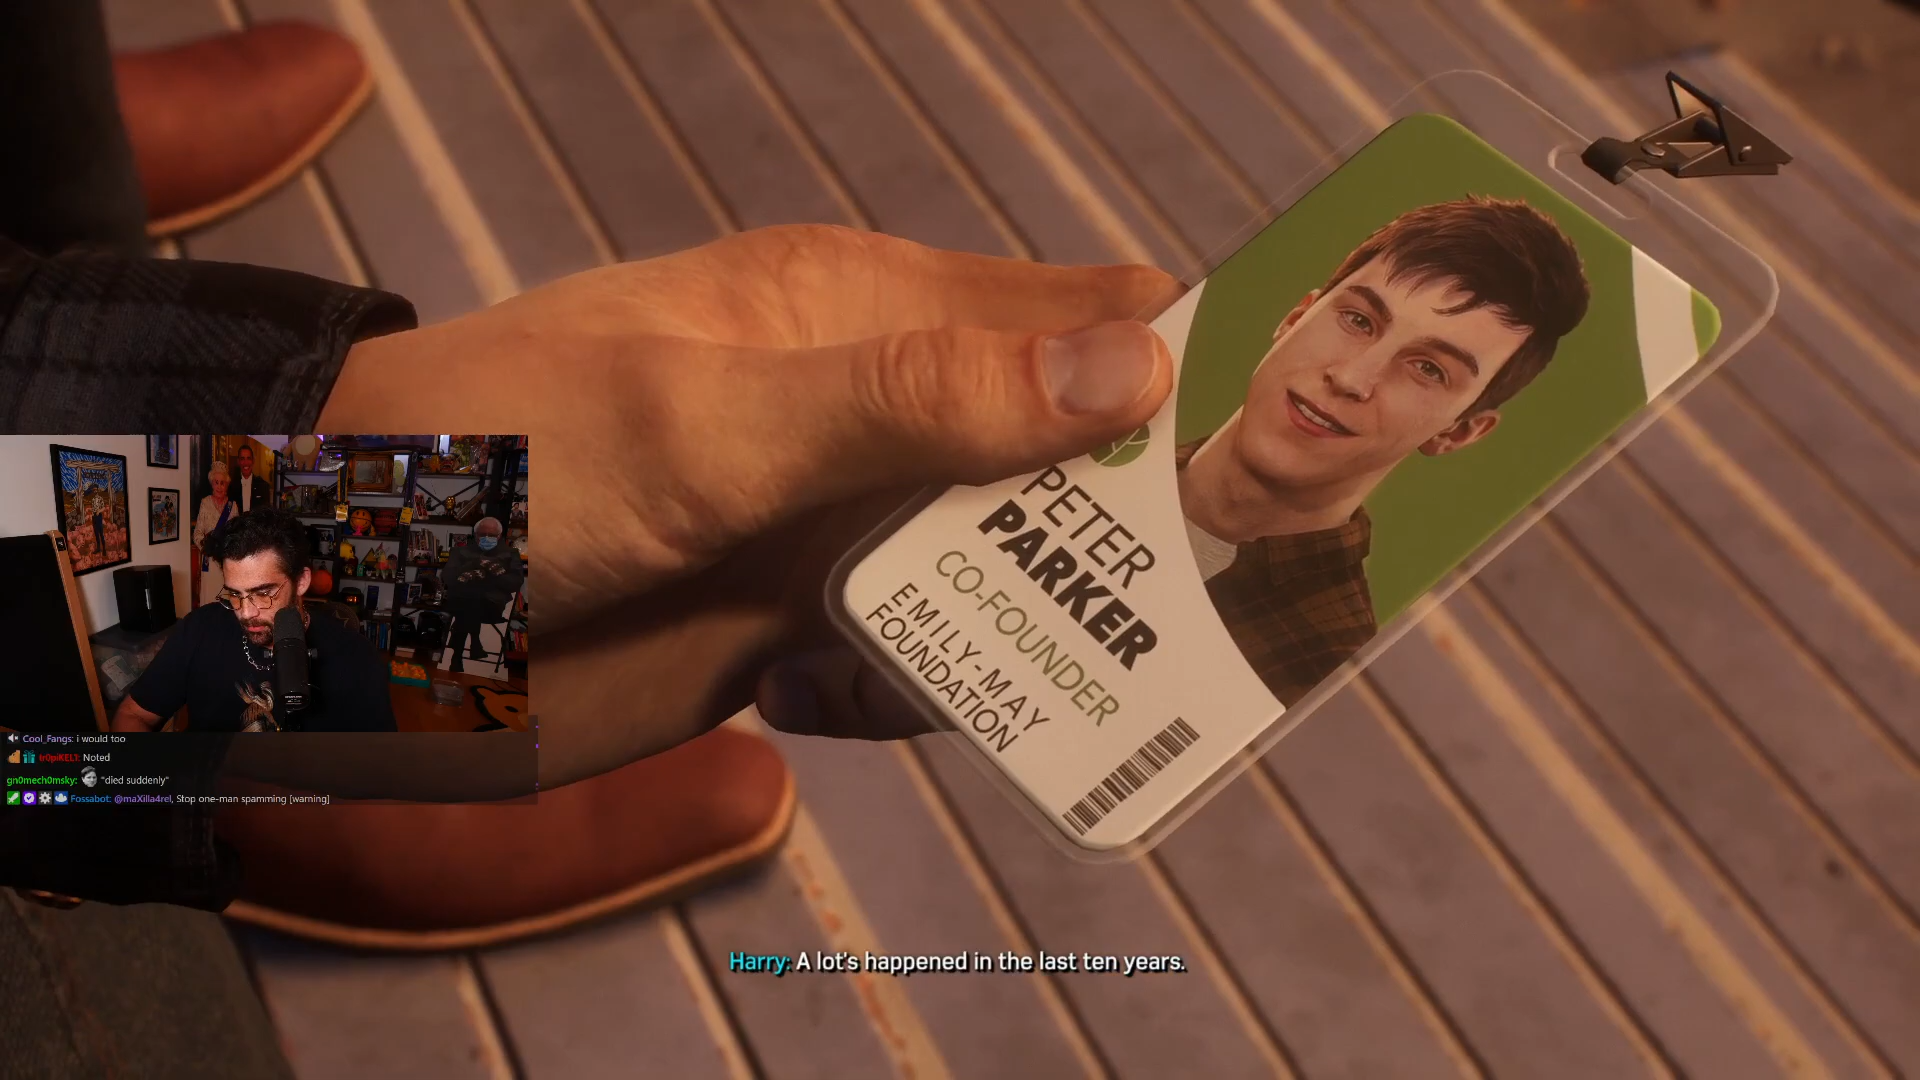 PETER
PARKER
CO-FOUNDER
EMILY-MAY
FOUNDATION
Cool_Fangs: i would too
tr0piKELT: Noted
gn0mech0msky: "died suddenly"
Fossabot: @maXilla4rel, Stop one-man spamming [warning]
Harry: A lot's happened in the last ten years.